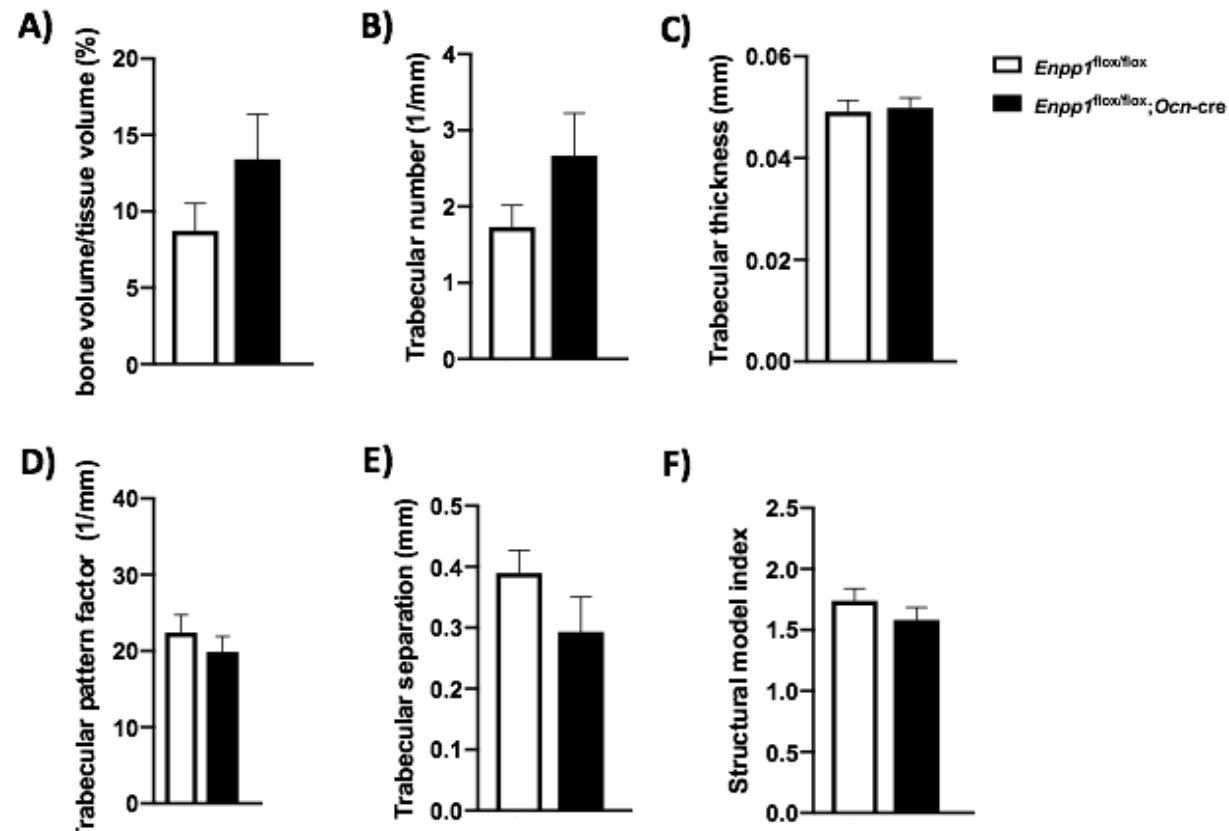 A)
bone volume/tissue volume (%)
20
15
10
5
0
B)
Trabecular number (1/mm)
4
3
2
1
0
C)
Trabecular thickness (mm)
0.06
0.04
0.02
0.00
Enpp1flox/flox
Enpp1flox/flox;Ocn-cre
D)
Trabecular pattern factor (1/mm)
40
30
20
10
0
E)
Trabecular separation (mm)
0.5
0.4
0.3
0.2
0.1
0.0
F)
Structural model index
2.5
2.0
1.5
1.0
0.5
0.0